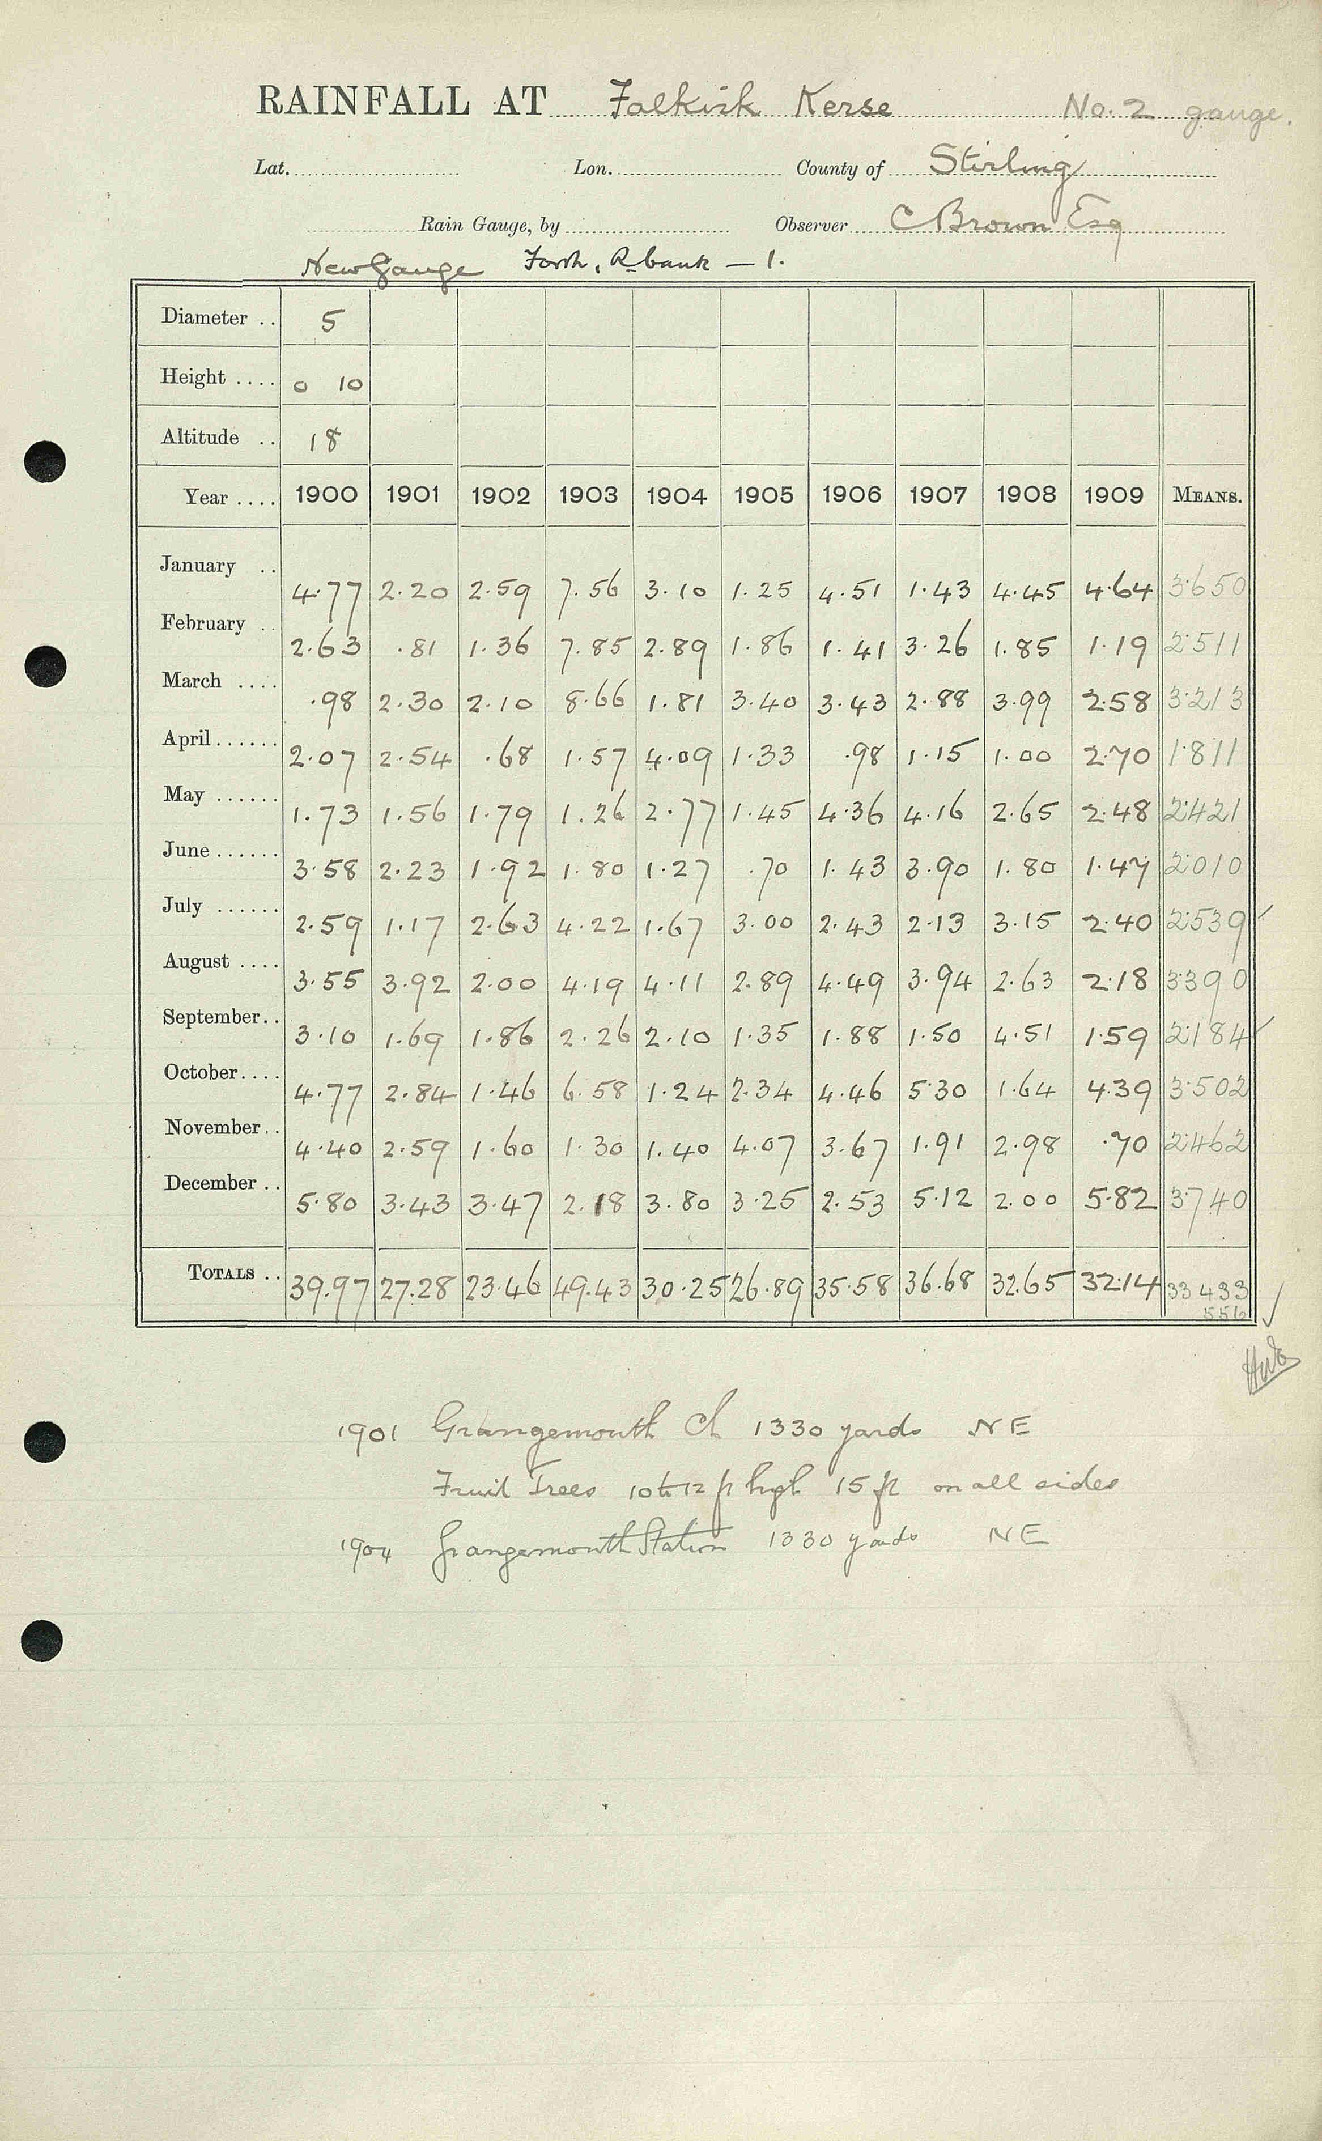 RAINFALL AT Falkirk Kerse No. 2 gauge.
Lat. Lon. County of Stirling
Rain Gauge, by Observer C Brown Esq
New Gauge Forth, R bank — 1.
Diameter .. 5
Height .... 0 10
Altitude .. 18
Year .... 1900 1901 1902 1903 1904 1905 1906 1907 1908 1909 MEANS.
January .. 4.77 2.20 2.59 7.56 3.10 1.25 4.51 1.43 4.45 4.64 3.650
February .. 2.63 .81 1.36 7.85 2.89 1.86 1.41 3.26 1.85 1.19 2.511
March .... .98 2.30 2.10 8.66 1.81 3.40 3.43 2.88 3.99 2.58 3.213
April...... 2.07 2.54 .68 1.57 4.09 1.33 .98 1.15 1.00 2.70 1.811
May ...... 1.73 1.56 1.79 1.26 2.77 1.45 4.36 4.16 2.65 2.48 2.421
June...... 3.58 2.23 1.92 1.80 1.27 .70 1.43 3.90 1.80 1.47 2.010
July ...... 2.59 1.17 2.63 4.22 1.67 3.00 2.43 2.13 3.15 2.40 2.539
August .... 3.55 3.92 2.00 4.19 4.11 2.89 4.49 3.94 2.63 2.18 3.390
September.. 3.10 1.69 1.86 2.26 2.10 1.35 1.88 1.50 4.51 1.59 2.184
October.... 4.77 2.84 1.46 6.58 1.24 2.34 4.46 5.30 1.64 4.39 3.502
November.. 4.40 2.59 1.60 1.30 1.40 4.07 3.67 1.91 2.98 .70 2.462
December .. 5.80 3.43 3.47 2.18 3.80 3.25 2.53 5.12 2.00 5.82 3.740
TOTALS .. 39.97 27.28 23.46 49.43 30.25 26.89 35.58 36.68 32.65 32.14 33 433
1901 Grangemouth Ch 1330 yards NE
Fruit Trees 10 to 12 ft high 15 ft on all sides
1904 Grangemouth Station 1330 yards NE